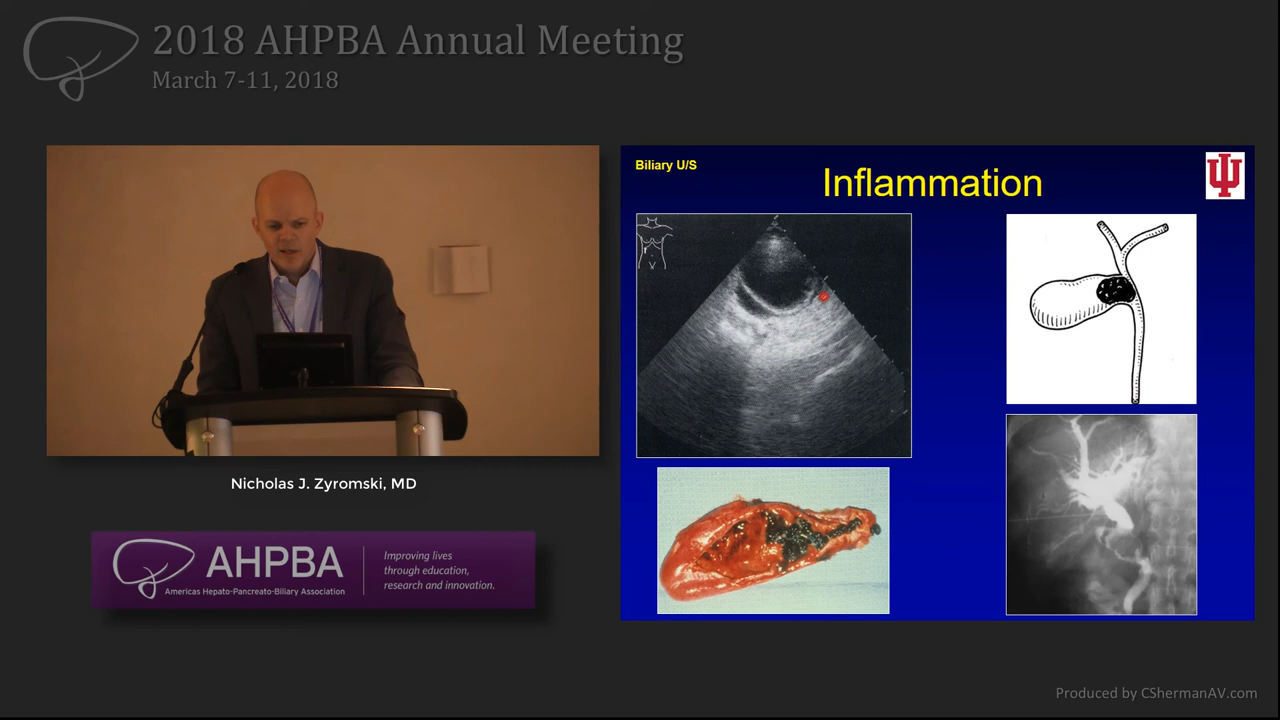 2018 AHPBA Annual Meeting
March 7-11, 2018
Biliary U/S
Inflammation
Nicholas J. Zyromski, MD
AHPBA
Americas Hepato-Pancreato-Biliary Association
Improving lives
through education,
research and innovation.
Produced by CShermanAV.com